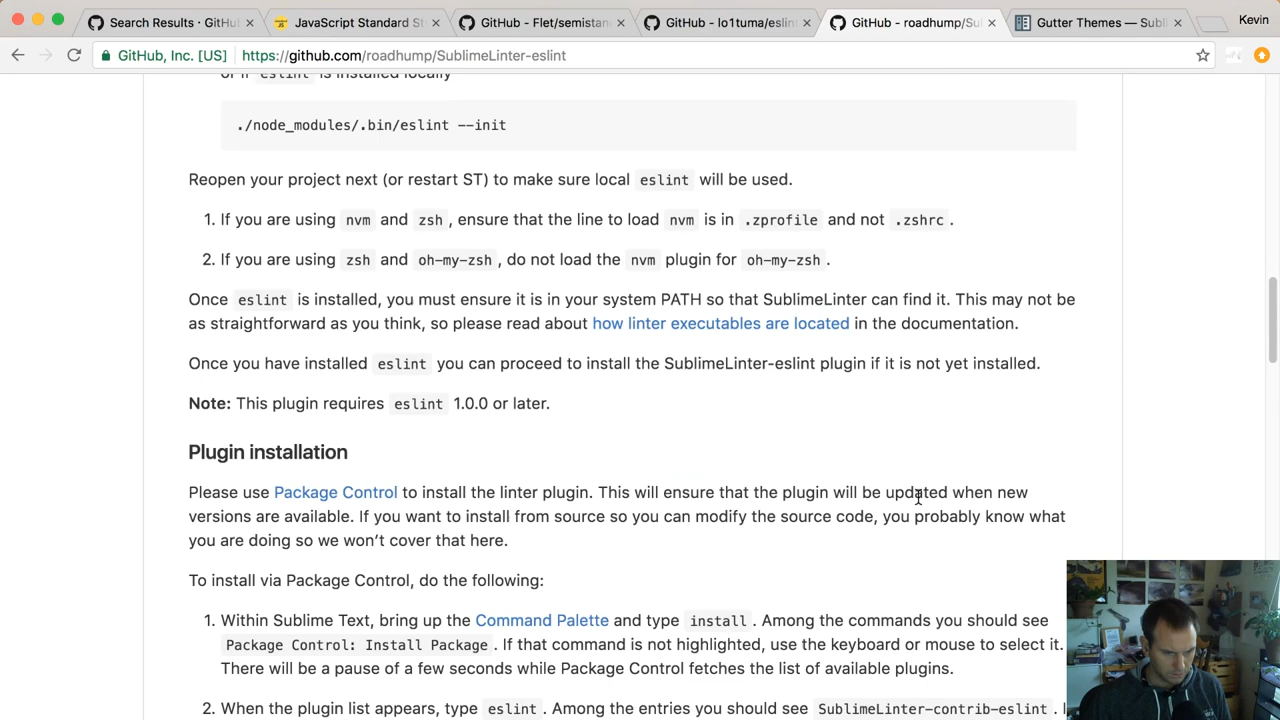 Search Results · GitHub
JavaScript Standard St
GitHub - Flet/semistan
GitHub - lo1tuma/eslint
GitHub - roadhump/Sub
Gutter Themes — Subl
Kevin
GitHub, Inc. [US]
https://github.com/roadhump/SublimeLinter-eslint
or if eslint is installed locally
./node_modules/.bin/eslint --init
Reopen your project next (or restart ST) to make sure local eslint will be used.
1. If you are using nvm and zsh , ensure that the line to load nvm is in .zprofile and not .zshrc .
2. If you are using zsh and oh-my-zsh , do not load the nvm plugin for oh-my-zsh .
Once eslint is installed, you must ensure it is in your system PATH so that SublimeLinter can find it. This may not be
as straightforward as you think, so please read about how linter executables are located in the documentation.
Once you have installed eslint you can proceed to install the SublimeLinter-eslint plugin if it is not yet installed.
Note: This plugin requires eslint 1.0.0 or later.
Plugin installation
Please use Package Control to install the linter plugin. This will ensure that the plugin will be updated when new
versions are available. If you want to install from source so you can modify the source code, you probably know what
you are doing so we won't cover that here.
To install via Package Control, do the following:
1. Within Sublime Text, bring up the Command Palette and type install . Among the commands you should see
Package Control: Install Package . If that command is not highlighted, use the keyboard or mouse to select it.
There will be a pause of a few seconds while Package Control fetches the list of available plugins.
2. When the plugin list appears, type eslint . Among the entries you should see SublimeLinter-contrib-eslint .